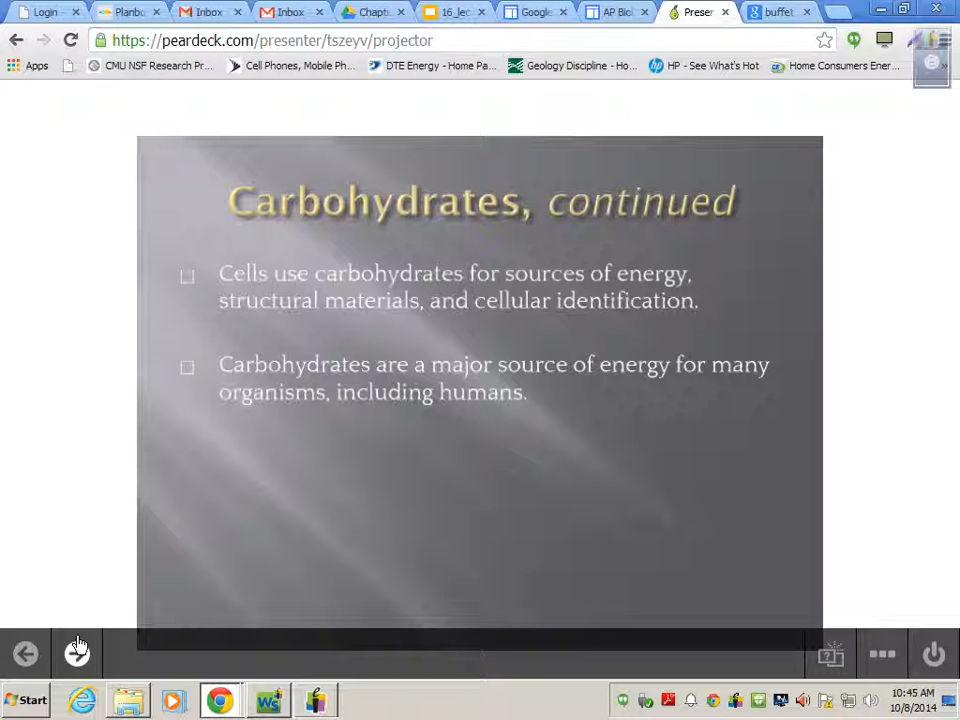 Login
Planbo
Inbox
Inbox
Chapt
16_lec
Google
AP Biol
Preser
buffet
https://peardeck.com/presenter/tszeyv/projector
Apps
CMU NSF Research Pr...
Cell Phones, Mobile Ph...
DTE Energy - Home Pa...
Geology Discipline - Ho...
HP - See What's Hot
Home Consumers Ener...
Carbohydrates, continued
Cells use carbohydrates for sources of energy,
structural materials, and cellular identification.
Carbohydrates are a major source of energy for many
organisms, including humans.
Start
10:45 AM
10/8/2014